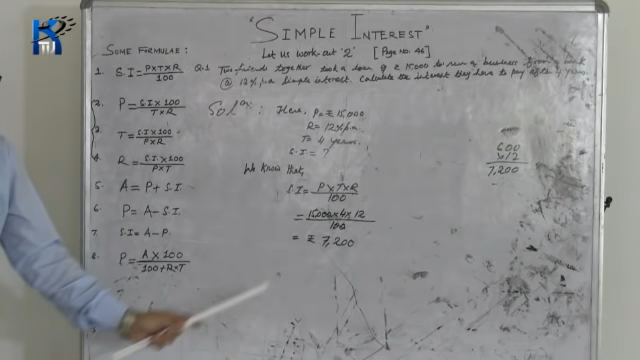 "SIMPLE INTEREST"
Let us work-out '2' [Page No. 46]
SOME FORMULAE:
1. S.I = P×T×R / 100
2. P = S.I × 100 / T×R
3. T = S.I × 100 / P×R
4. R = S.I × 100 / P×T
5. A = P + S.I.
6. P = A - S.I.
7. S.I = A - P.
8. P = A × 100 / 100 + R×T
Q.1 Two friends together took a loan of ₹ 15000 to run a business from a bank
@ 12% p.a simple interest. Calculate the interest they have to pay after 4 years.
Solⁿ: Here, P = ₹ 15,000
R = 12% p.a.
T = 4 years.
S.I = ?
We know that,
S.I = P×T×R / 100
= 15000×4×12 / 100
= ₹ 7,200
600
×12
7,200